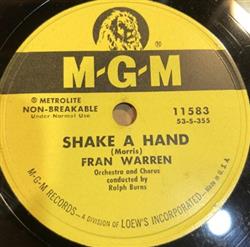 M-G-M
® METROLITE
NON-BREAKABLE
Under Normal Use
11583
53-S-355
SHAKE A HAND
(Morris)
FRAN WARREN
Orchestra and Chorus
conducted by
Ralph Burns
M-G-M RECORDS—A DIVISION OF LOEW'S INCORPORATED—Made in U.S.A.